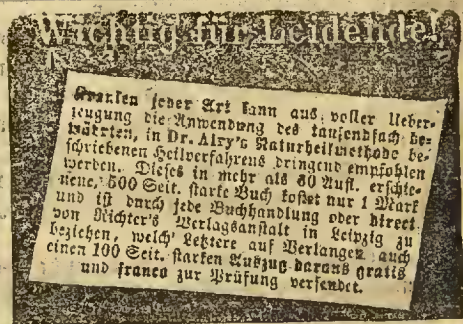 Wichtig für Leidende!
Kranken jeder Art kann aus voller Ueber-
zeugung die Anwendung des tausendfach be-
währten, in Dr. Airy's Naturheilmethode be-
schriebenen Heilverfahrens dringend empfohlen
werden. Dieses in mehr als 80 Aufl. erschie-
nene, 500 Seit. starke Buch kostet nur 1 Mark
und ist durch jede Buchhandlung oder direct
von Richter's Verlagsanstalt in Leipzig zu
beziehen, welch' Letztere auf Verlangen auch
einen 100 Seit. starken Auszug daraus gratis
und franco zur Prüfung versendet.